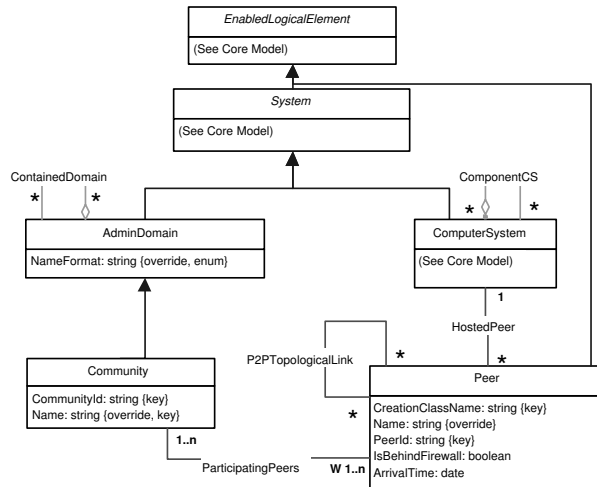 EnabledLogicalElement
(See Core Model)
System
(See Core Model)
ContainedDomain
*
*
ComponentCS
*
*
AdminDomain
NameFormat: string {override, enum}
ComputerSystem
(See Core Model)
1
HostedPeer
*
P2PTopologicalLink
*
*
Community
CommunityId: string {key}
Name: string {override, key}
Peer
CreationClassName: string {key}
Name: string {override}
PeerId: string {key}
IsBehindFirewall: boolean
ArrivalTime: date
1..n
ParticipatingPeers
W 1..n